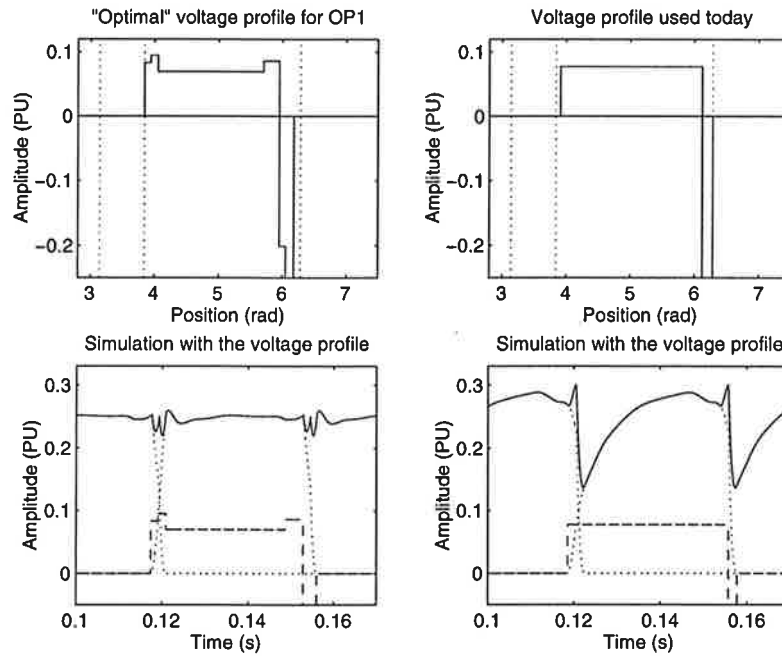 "Optimal" voltage profile for OP1
Amplitude (PU)
0.1
0
−0.1
−0.2
3
4
5
6
7
Position (rad)
Voltage profile used today
Amplitude (PU)
0.1
0
−0.1
−0.2
3
4
5
6
7
Position (rad)
Simulation with the voltage profile
Amplitude (PU)
0.3
0.2
0.1
0
0.1
0.12
0.14
0.16
Time (s)
Simulation with the voltage profile
Amplitude (PU)
0.3
0.2
0.1
0
0.1
0.12
0.14
0.16
Time (s)